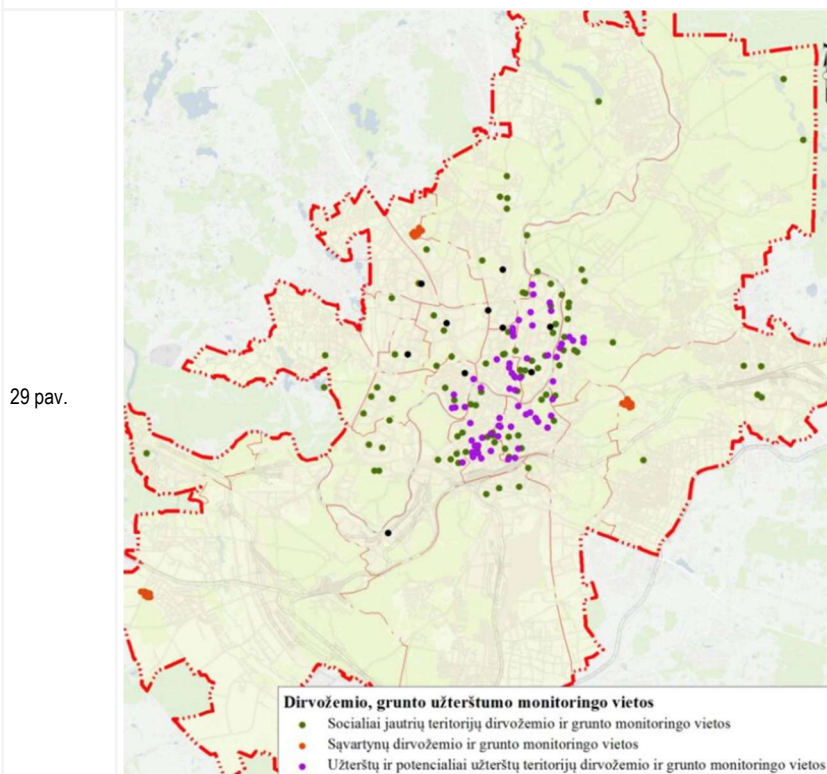 29 pav.
Dirvožemio, grunto užterštumo monitoringo vietos
Socialiai jautrių teritorijų dirvožemio ir grunto monitoringo vietos
Sąvartynų dirvožemio ir grunto monitoringo vietos
Užterštų ir potencialiai užterštų teritorijų dirvožemio ir grunto monitoringo vietos